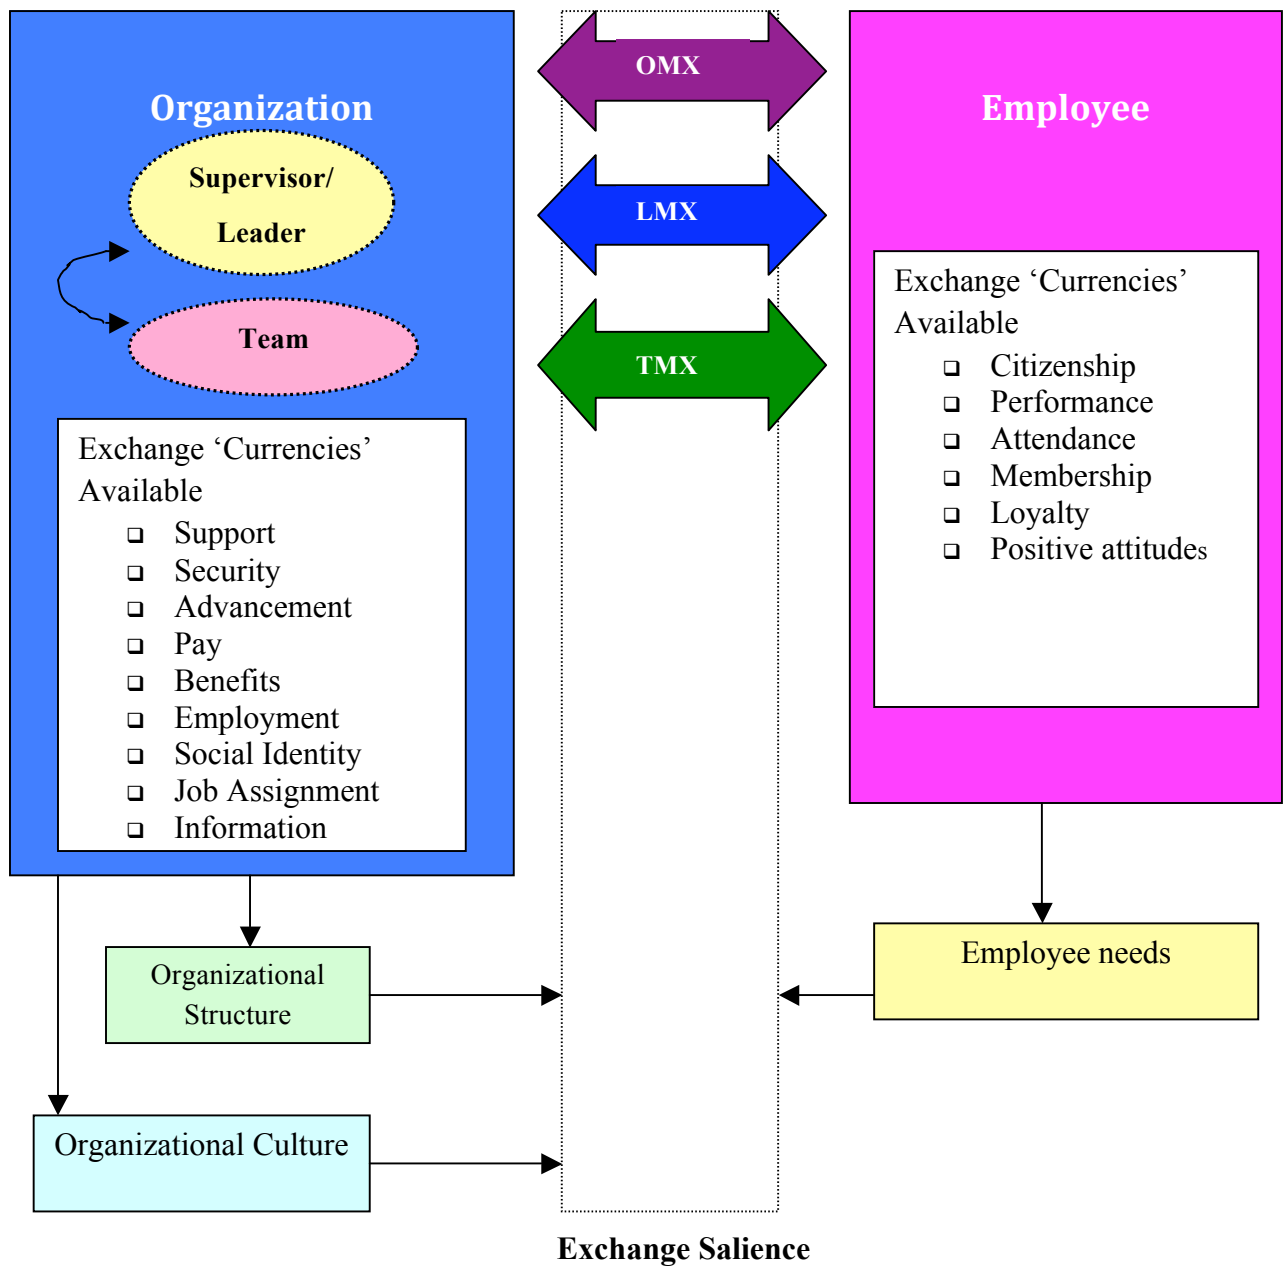 Organization
Supervisor/
Leader
Team
Exchange ‘Currencies’
Available
❑ Support
❑ Security
❑ Advancement
❑ Pay
❑ Benefits
❑ Employment
❑ Social Identity
❑ Job Assignment
❑ Information
Organizational
Structure
Organizational Culture
OMX
LMX
TMX
Exchange Salience
Employee
Exchange ‘Currencies’
Available
❑ Citizenship
❑ Performance
❑ Attendance
❑ Membership
❑ Loyalty
❑ Positive attitudes
Employee needs